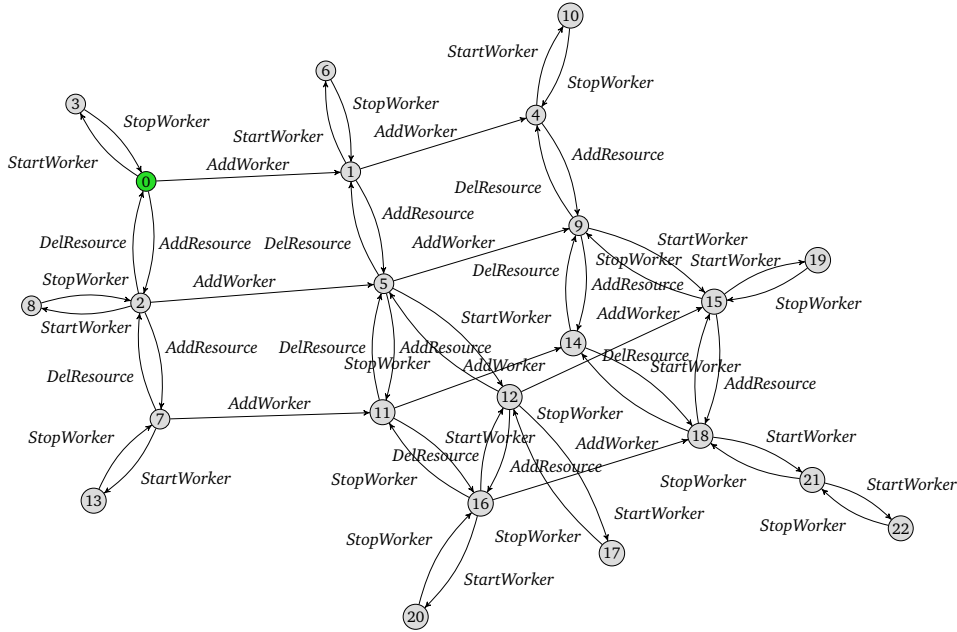 10
StartWorker
6
StopWorker
StopWorker
3
StopWorker
4
AddWorker
StartWorker
AddResource
StartWorker
AddWorker
1
0
DelResource
AddResource
9
DelResource
AddResource
DelResource
AddWorker
StartWorker
StopWorker
StartWorker
19
DelResource
StopWorker
AddWorker
5
AddResource
8
2
15
StopWorker
StartWorker
StartWorker
AddWorker
14
AddResource
DelResource
AddResource
DelResource
StopWorker
AddWorker
StartWorker
DelResource
AddResource
12
AddWorker
11
StopWorker
7
StopWorker
StartWorker
AddWorker
18
StartWorker
DelResource
AddResource
StartWorker
StopWorker
StopWorker
21
StartWorker
13
16
StartWorker
StopWorker
22
StopWorker
StopWorker
17
StartWorker
20